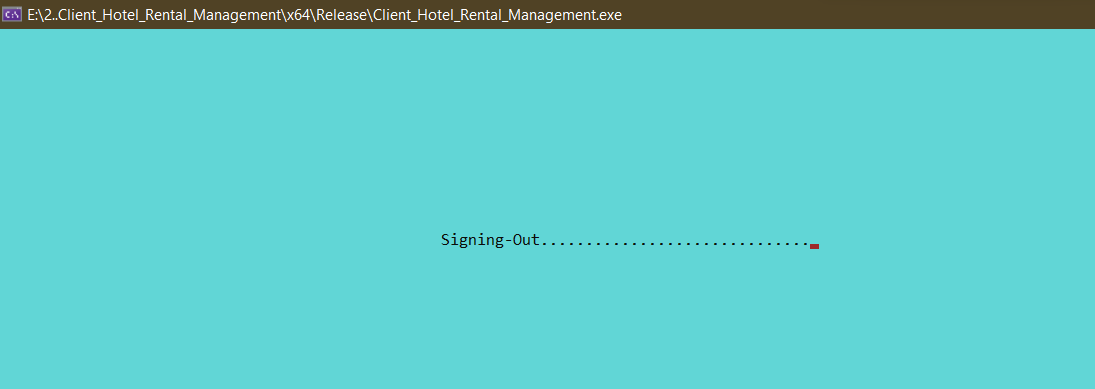 E:\2..Client_Hotel_Rental_Management\x64\Release\Client_Hotel_Rental_Management.exe
Signing-Out..............................